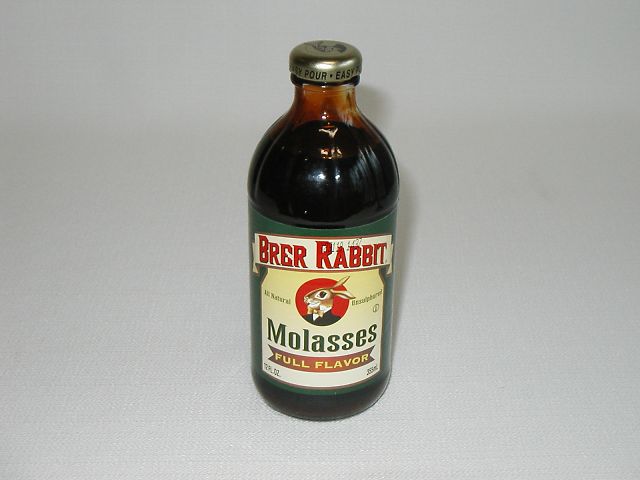 EASY POUR • EASY P
BRER RABBIT
All Natural
Unsulphured
Molasses
FULL FLAVOR
12 FL. OZ.
355mL